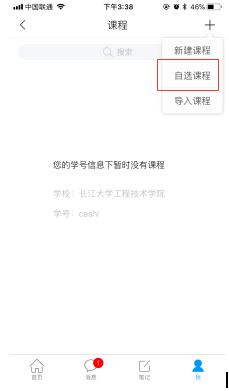 中国联通 下午3:38 46%
课程
搜索
新建课程
自选课程
导入课程
您的学号信息下暂时没有课程
学校：长江大学工程技术学院
学号：ceshi
1
首页 消息 笔记 我